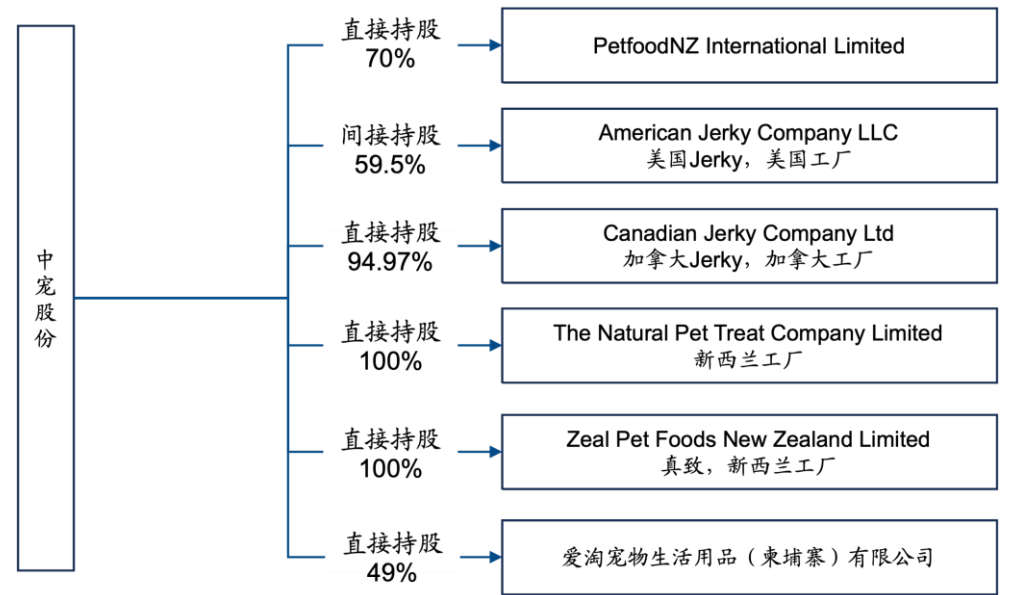 中宠股份
直接持股
70%
PetfoodNZ International Limited
间接持股
59.5%
American Jerky Company LLC
美国Jerky，美国工厂
直接持股
94.97%
Canadian Jerky Company Ltd
加拿大Jerky，加拿大工厂
直接持股
100%
The Natural Pet Treat Company Limited
新西兰工厂
直接持股
100%
Zeal Pet Foods New Zealand Limited
真致，新西兰工厂
直接持股
49%
爱淘宠物生活用品（柬埔寨）有限公司